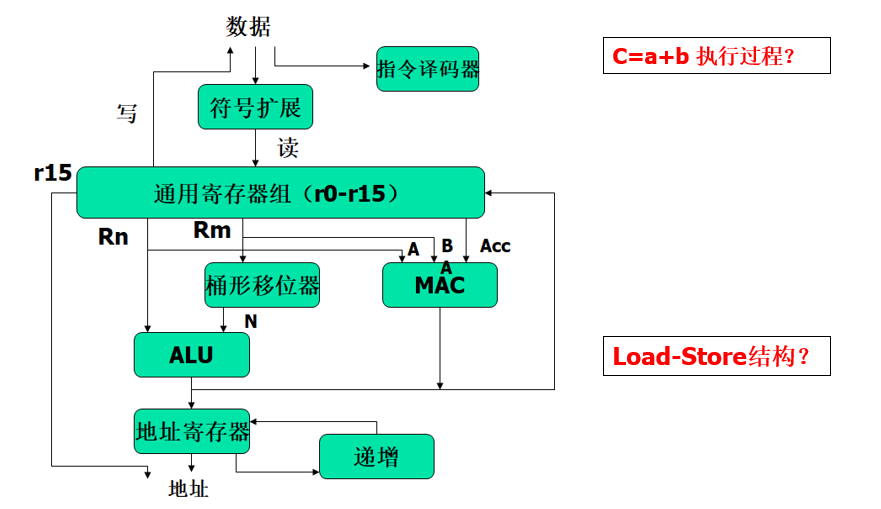 数据
C=a+b 执行过程？
指令译码器
符号扩展
写
读
r15
通用寄存器组（r0-r15）
Rn
Rm
A
B
Acc
A
桶形移位器
MAC
N
ALU
Load-Store结构？
地址寄存器
递增
地址